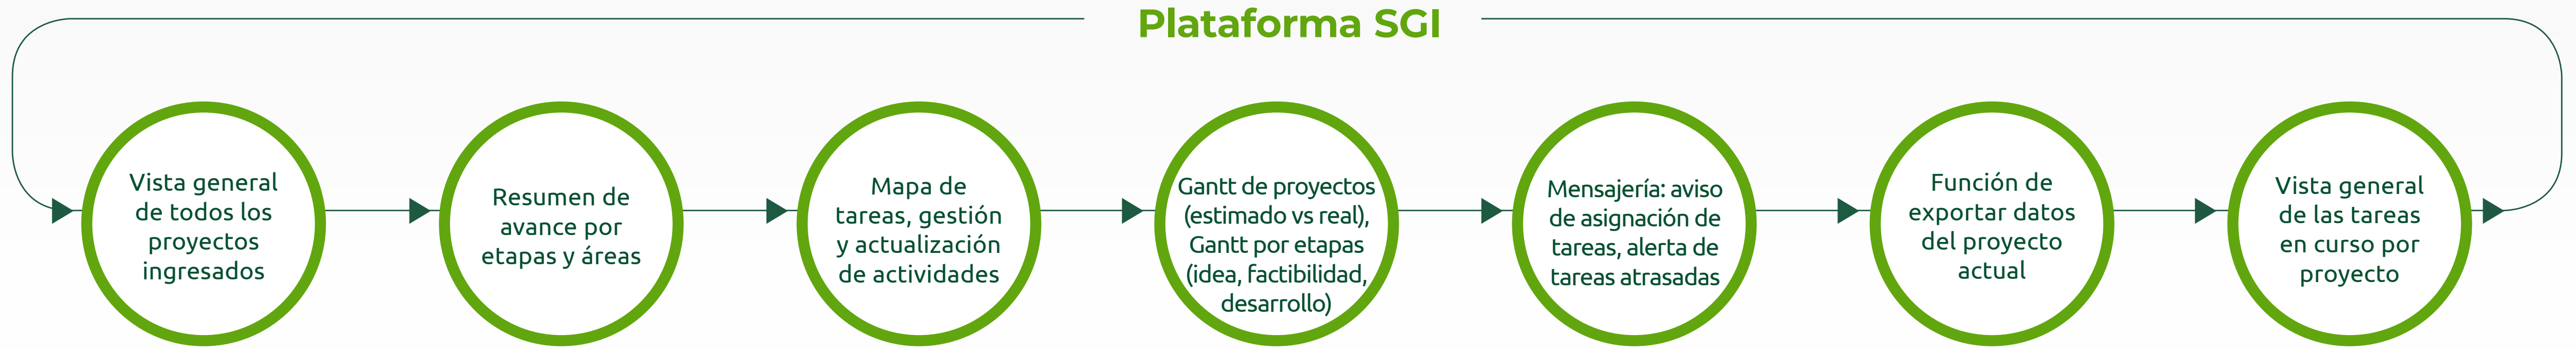 Plataforma SGI
Vista general
de todos los
proyectos
ingresados
Resumen de
avance por
etapas y áreas
Mapa de
tareas, gestión
y actualización
de actividades
Gantt de proyectos
(estimado vs real),
Gantt por etapas
(idea, factibilidad,
desarrollo)
Mensajería: aviso
de asignación de
tareas, alerta de
tareas atrasadas
Función de
exportar datos
del proyecto
actual
Vista general
de las tareas
en curso por
proyecto